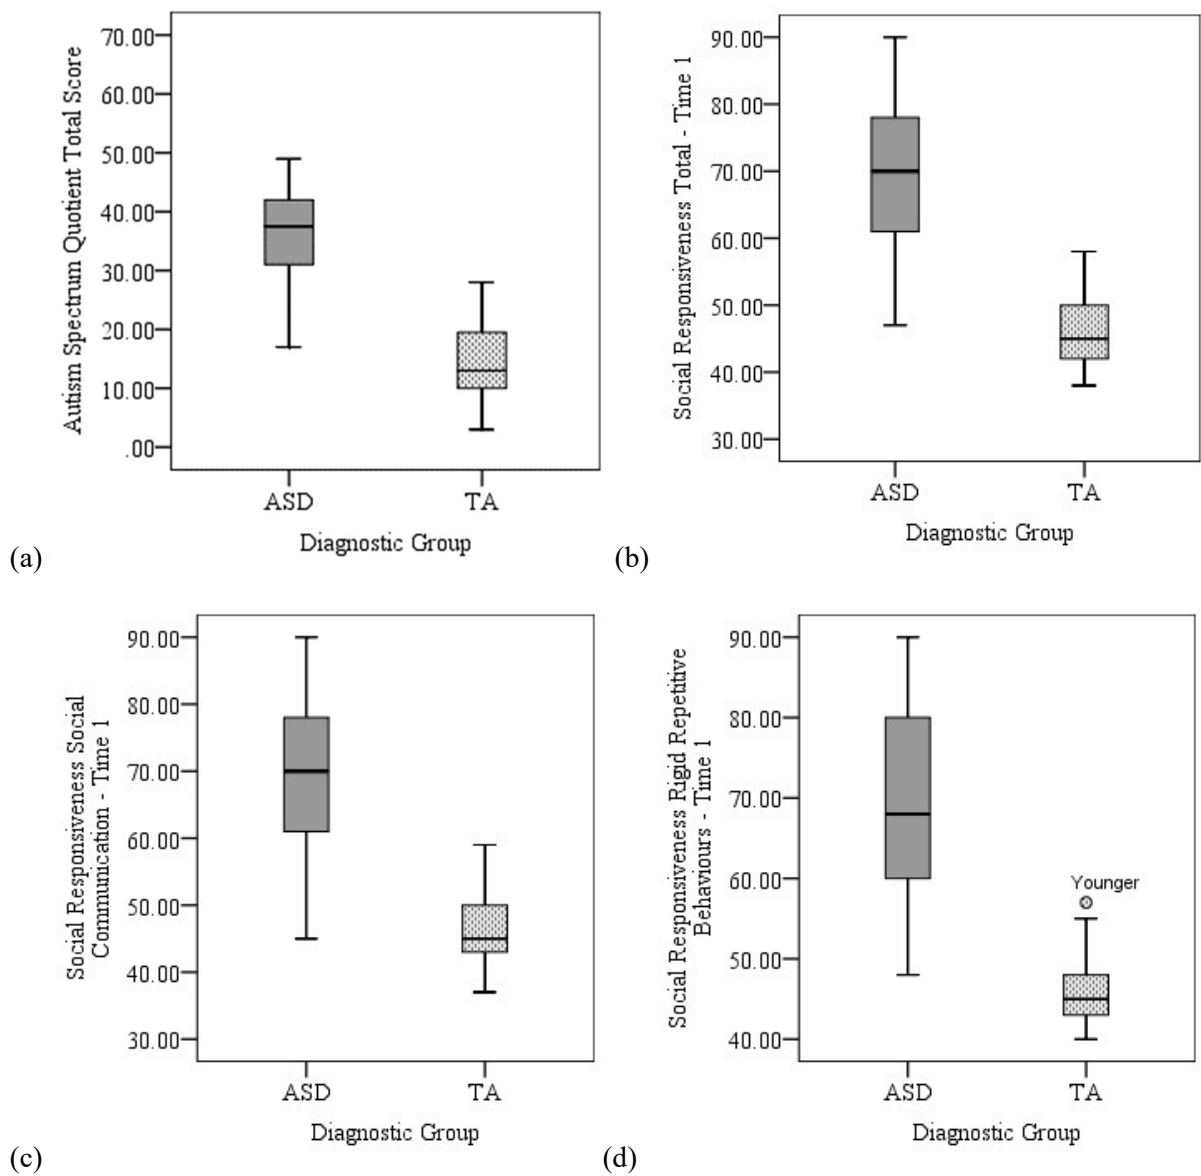 Autism Spectrum Quotient Total Score
70.00
60.00
50.00
40.00
30.00
20.00
10.00
.00
ASD
TA
Diagnostic Group
(a)
Social Responsiveness Total - Time 1
90.00
80.00
70.00
60.00
50.00
40.00
30.00
ASD
TA
Diagnostic Group
(b)
Social Responsiveness Social
Communication - Time 1
90.00
80.00
70.00
60.00
50.00
40.00
30.00
ASD
TA
Diagnostic Group
(c)
Social Responsiveness Rigid Repetitive
Behaviours - Time 1
90.00
80.00
70.00
60.00
50.00
40.00
Younger
ASD
TA
Diagnostic Group
(d)